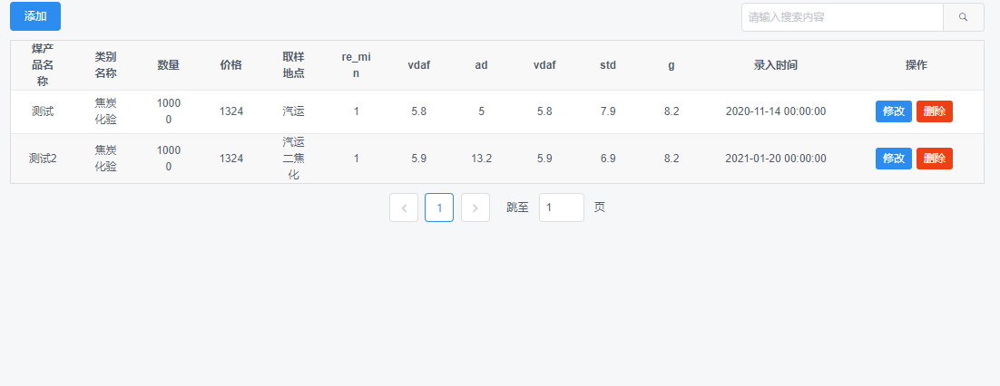 添加
请输入搜索内容
煤产品名称 类别名称 数量 价格 取样地点 re_min vdaf ad vdaf std g 录入时间 操作
测试 焦炭化验 10000 1324 汽运 1 5.8 5 5.8 7.9 8.2 2020-11-14 00:00:00 修改 删除
测试2 焦炭化验 10000 1324 汽运二焦化 1 5.9 13.2 5.9 6.9 8.2 2021-01-20 00:00:00 修改 删除
1 跳至 1 页